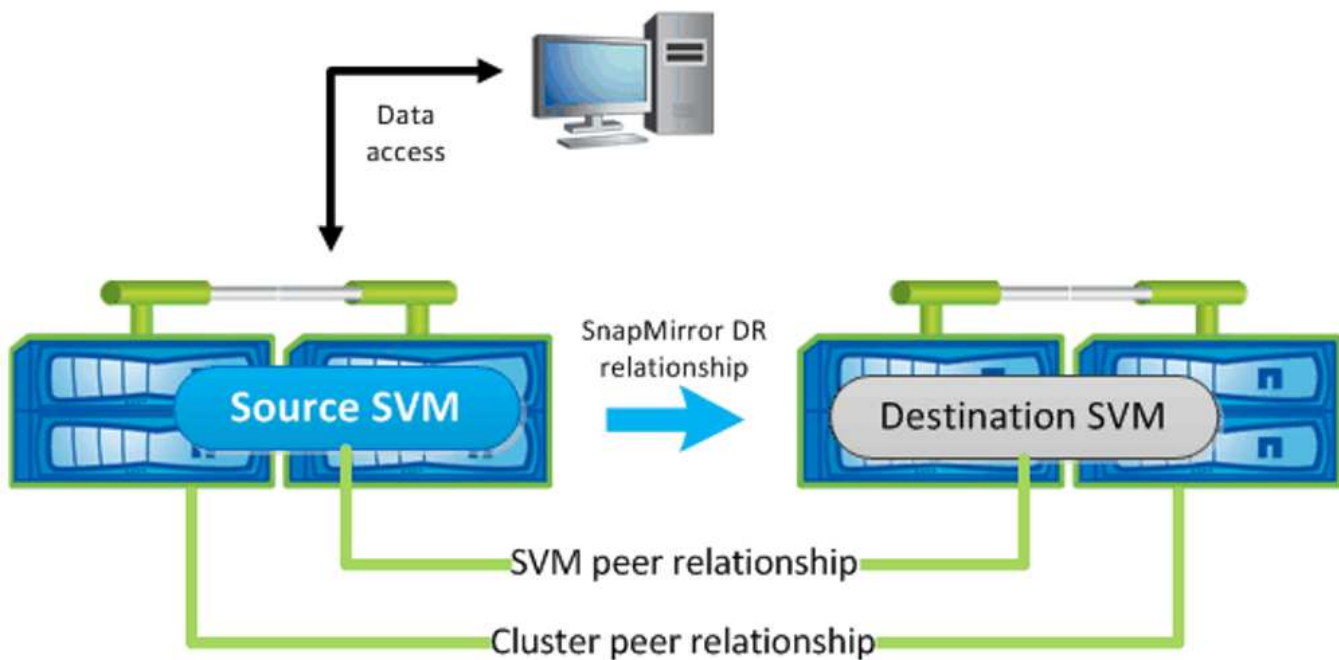 Data
access
SnapMirror DR
relationship
Source SVM
Destination SVM
SVM peer relationship
Cluster peer relationship